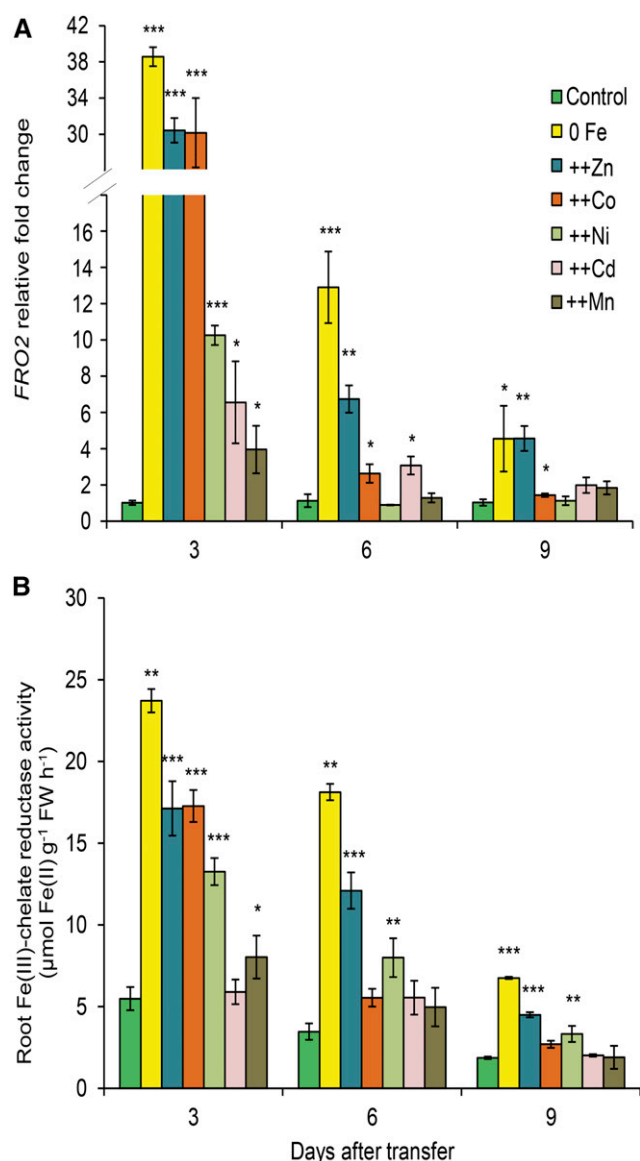 A
FRO2 relative fold change
42
38
34
30
16
14
12
10
8
6
4
2
0
***
***
***
***
*
*
***
**
*
*
*
**
*
Control
0 Fe
++Zn
++Co
++Ni
++Cd
++Mn
3 6 9
B
Root Fe(III)-chelate reductase activity
(µmol Fe(II) g⁻¹ FW h⁻¹)
30
25
20
15
10
5
0
**
***
***
***
*
**
***
**
***
***
**
3 6 9
Days after transfer